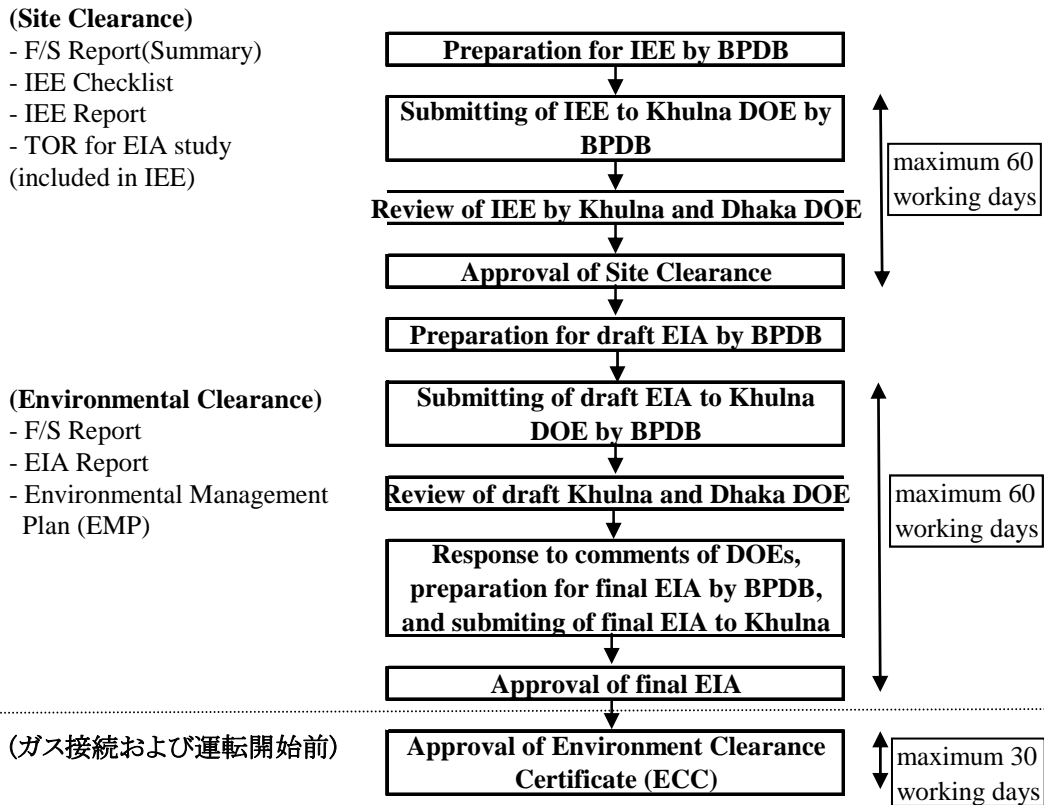 (Site Clearance)
- F/S Report(Summary)
- IEE Checklist
- IEE Report
- TOR for EIA study
(included in IEE)
Preparation for IEE by BPDB
Submitting of IEE to Khulna DOE by
BPDB
Review of IEE by Khulna and Dhaka DOE
Approval of Site Clearance
maximum 60
working days
Preparation for draft EIA by BPDB
(Environmental Clearance)
- F/S Report
- EIA Report
- Environmental Management
Plan (EMP)
Submitting of draft EIA to Khulna
DOE by BPDB
Review of draft Khulna and Dhaka DOE
Response to comments of DOEs,
preparation for final EIA by BPDB,
and submiting of final EIA to Khulna
Approval of final EIA
maximum 60
working days
(ガス接続および運転開始前)
Approval of Environment Clearance
Certificate (ECC)
maximum 30
working days